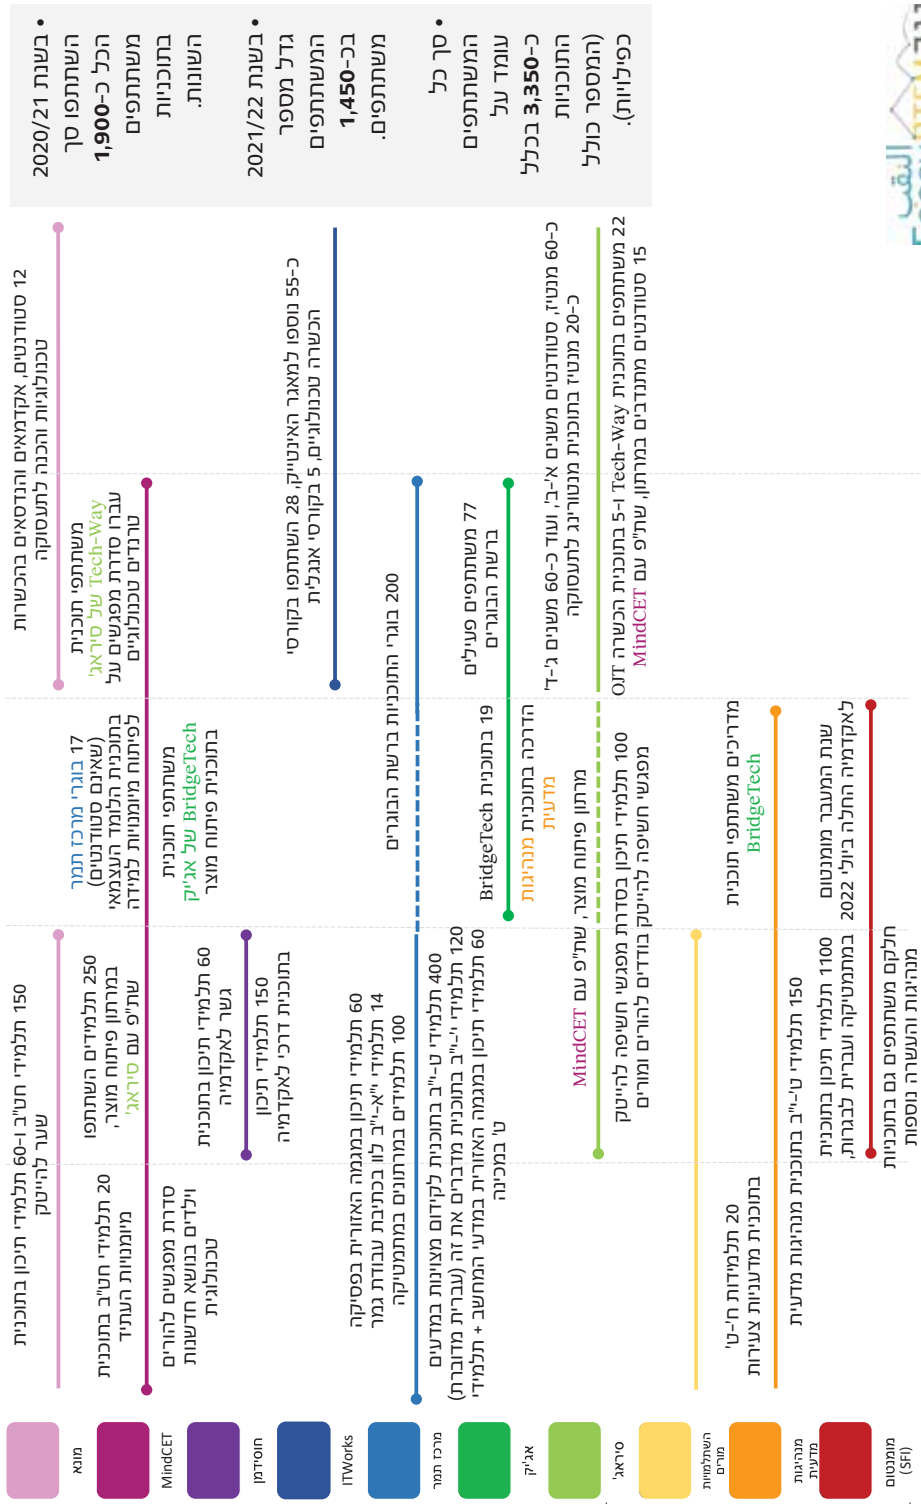 • בשנת 2020/21
השתתפו סך
הכל כ-1,900
משתתפים
בתוכניות
השונות.
• בשנת 2021/22
גדל מספר
המשתתפים
בכ-1,450
משתתפים.
• סך כל
המשתתפים
עומד על
כ-3,350 בכלל
התוכניות
(המספר כולל
כפילויות).
12 סטודנטים, אקדמאים והנדסאים בהכשרות
טכנולוגיות והכנה לתעסוקה
150 תלמידי חט"ב ו-60 תלמידי תיכון בתוכנית
שער להייטק
משתתפי תוכנית
Tech-Way של סיראג'
עברו סדרת מפגשים על
טרנדים טכנולוגיים
17 בוגרי מרכז תמר
(שאינם סטודנטים)
בתוכנית הלומד העצמאי
לפיתוח מיומנויות למידה
משתתפי תוכנית
BridgeTech של אג'יק
בתוכנית פיתוח מוצר
250 תלמידים השתתפו
במרתון פיתוח מוצר,
שת"פ עם סיראג'
20 תלמידי חט"ב בתוכנית
מיומנויות העתיד
סדרת מפגשים להורים
וילדים בנושא חדשנות
טכנולוגית
60 תלמידי תיכון בתוכנית
גשר לאקדמיה
150 תלמידי תיכון
בתוכנית דרכי לאקדמיה
כ-55 נוספו למאגר האינטייק, 28 השתתפו בקורסי
הכשרה טכנולוגיים, 5 בקורסי אנגלית
200 בוגרי התוכניות ברשת הבוגרים
60 תלמידי תיכון במגמה האזורית בפסיקה
14 תלמידי י"א-י"ב לוו בכתיבת עבודת גמר
100 תלמידים במרתונים במתמטיקה
400 תלמידי ט-י"ב בתוכנית לקידום מצוינות במדעים
120 תלמידי י'-י"ב בתוכנית מדברים את זה (עברית מדוברת)
60 תלמידי תיכון במגמה האזורית במדעי המחשב + תלמידי
ט' במכינה
77 משתתפים פעילים
ברשת הבוגרים
19 בתוכנית BridgeTech
הדרכה בתוכנית מנהיגות
מדעית
כ-60 מנטיז, סטודנטים משנים א'-ב', ועוד כ-60 משנים ג'-ד'
כ-20 מנטיז בתוכנית מנטורינג לתעסוקה
22 משתתפים בתוכנית Tech-Way ו-5 בתוכנית הכשרה OJT
15 סטודנטים מתנדבים במרתון, שת"פ עם
MindCET
מרתון פיתוח מוצר, שת"פ עם MindCET
100 תלמידי תיכון בסדרת מפגשי חשיפה להייטק
מפגשי חשיפה להייטק בודדים להורים ומורים
מדריכים משתתפי תוכנית
BridgeTech
20 תלמידות ח'-ט'
בתוכנית מדעניות צעירות
150 תלמידי ט'-י"ב בתוכנית מנהיגות מדעית
שנת המעבר מומנטום
לאקדמיה החלה ביולי 2022
1100 תלמידי תיכון בתוכנית
במתמטיקה ועברית לבגרות,
חלקם משתתפים גם בתוכניות
מנהיגות והעשרה נוספות
מונא
MindCET
חוסידמן
ITWorks
מרכז תמר
אג'יק
סיראג'
השתלמויות
מורים
מנהיגות
מדעית
מומנטום
(SFI)
النقب